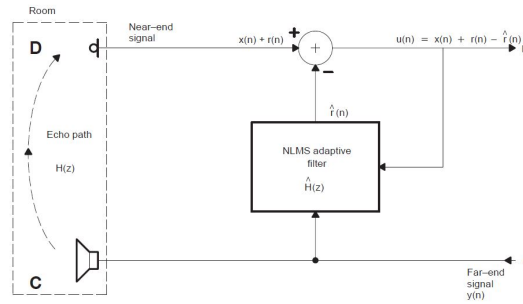 Room
D
Near–end
signal
x(n) + r(n)
+
+
–
u(n) = x(n) + r(n) – r̂(n)
r̂(n)
Echo path
H(z)
NLMS adaptive
filter
Ĥ(z)
C
Far–end
signal
y(n)